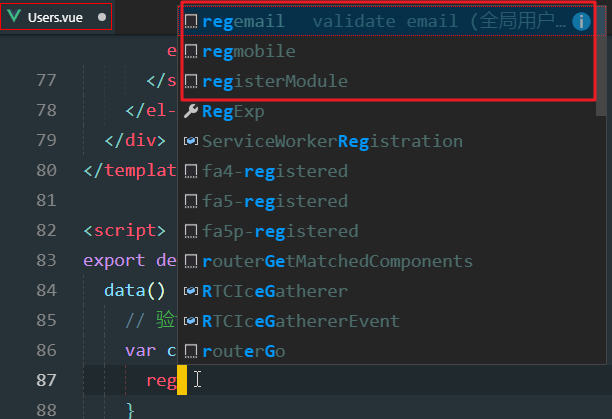 Users.vue
regemail validate email (全局用户...
regmobile
registerModule
RegExp
ServiceWorkerRegistration
fa4-registered
fa5-registered
fa5p-registered
routerGetMatchedComponents
RTCIceGatherer
RTCIceGathererEvent
routerGo
e
77 </s
78 </el-
79 </div>
80 </templat
81
82 <script>
83 export de
84 data()
85 // 验
86 var c
87 reg
88 }